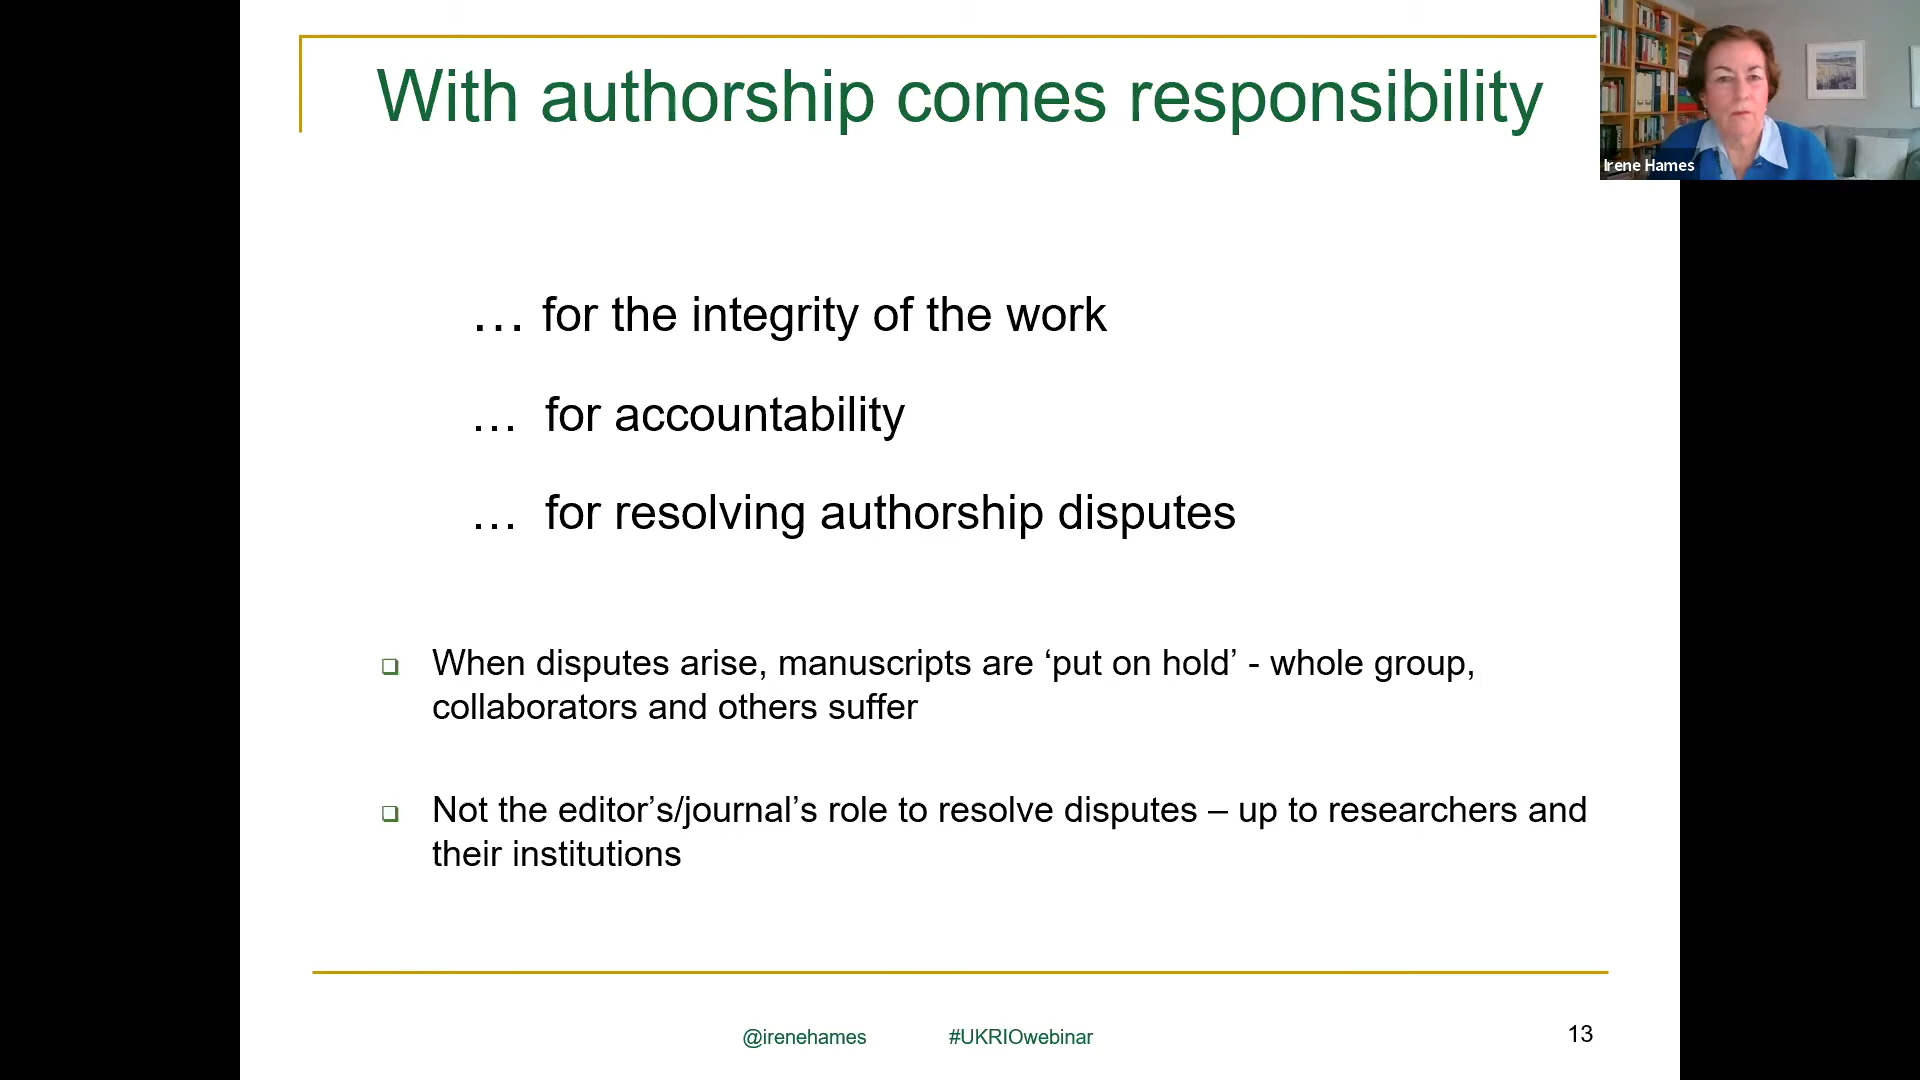 With authorship comes responsibility
Irene Hames
… for the integrity of the work
… for accountability
… for resolving authorship disputes
❑ When disputes arise, manuscripts are ‘put on hold’ - whole group,
collaborators and others suffer
❑ Not the editor’s/journal’s role to resolve disputes – up to researchers and
their institutions
@irenehames #UKRIOwebinar 13